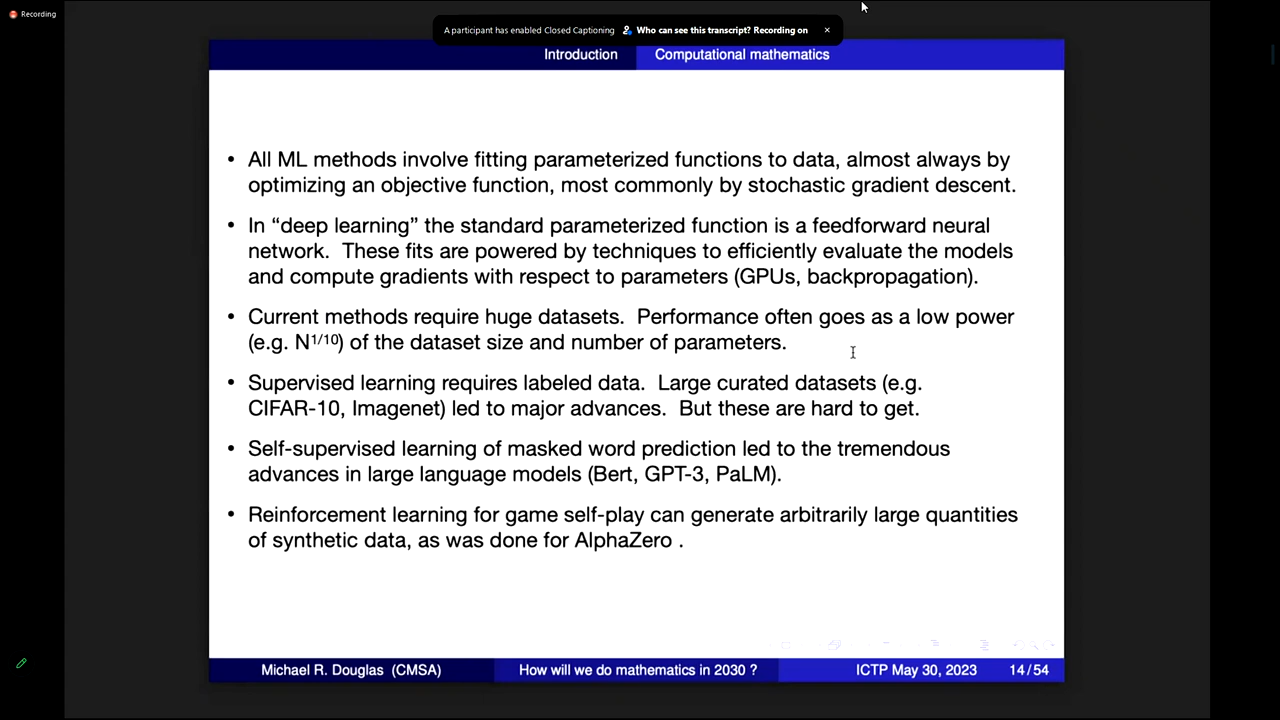 Recording
A participant has enabled Closed Captioning Who can see this transcript? Recording on ×
Introduction Computational mathematics
• All ML methods involve fitting parameterized functions to data, almost always by
optimizing an objective function, most commonly by stochastic gradient descent.
• In “deep learning” the standard parameterized function is a feedforward neural
network. These fits are powered by techniques to efficiently evaluate the models
and compute gradients with respect to parameters (GPUs, backpropagation).
• Current methods require huge datasets. Performance often goes as a low power
(e.g. N^1/10) of the dataset size and number of parameters.
• Supervised learning requires labeled data. Large curated datasets (e.g.
CIFAR-10, Imagenet) led to major advances. But these are hard to get.
• Self-supervised learning of masked word prediction led to the tremendous
advances in large language models (Bert, GPT-3, PaLM).
• Reinforcement learning for game self-play can generate arbitrarily large quantities
of synthetic data, as was done for AlphaZero .
Michael R. Douglas (CMSA) How will we do mathematics in 2030 ? ICTP May 30, 2023 14/54